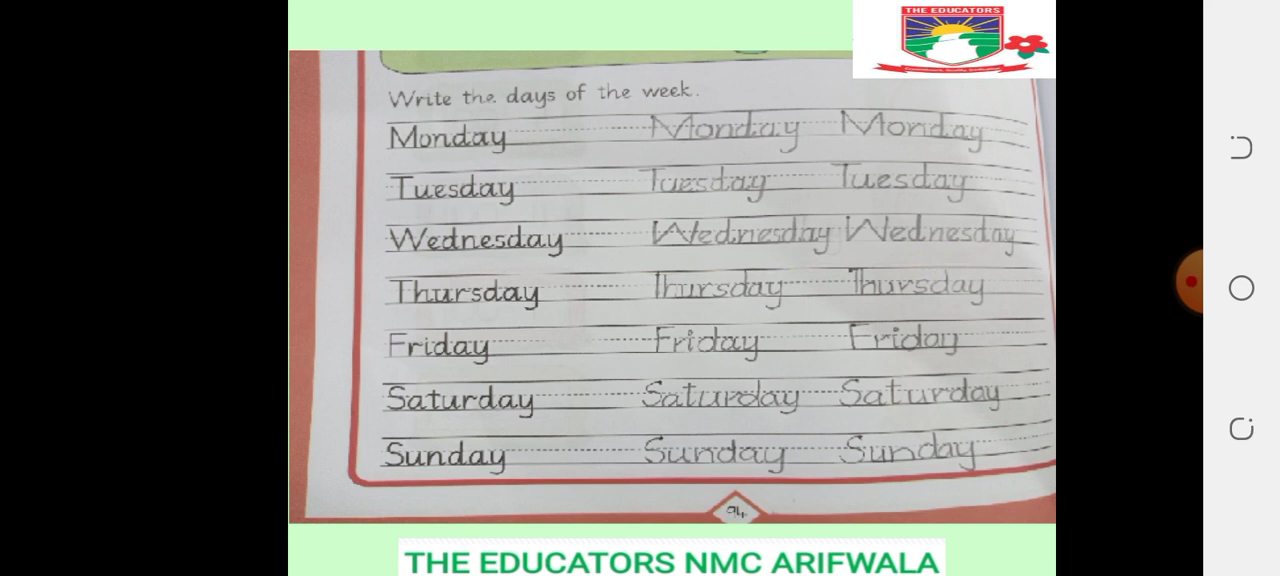 THE EDUCATORS
Write the days of the week.
Monday Monday Monday
Tuesday Tuesday Tuesday
Wednesday Wednesday Wednesday
Thursday Thursday Thursday
Friday Friday Friday
Saturday Saturday Saturday
Sunday Sunday Sunday
94
THE EDUCATORS NMC ARIFWALA